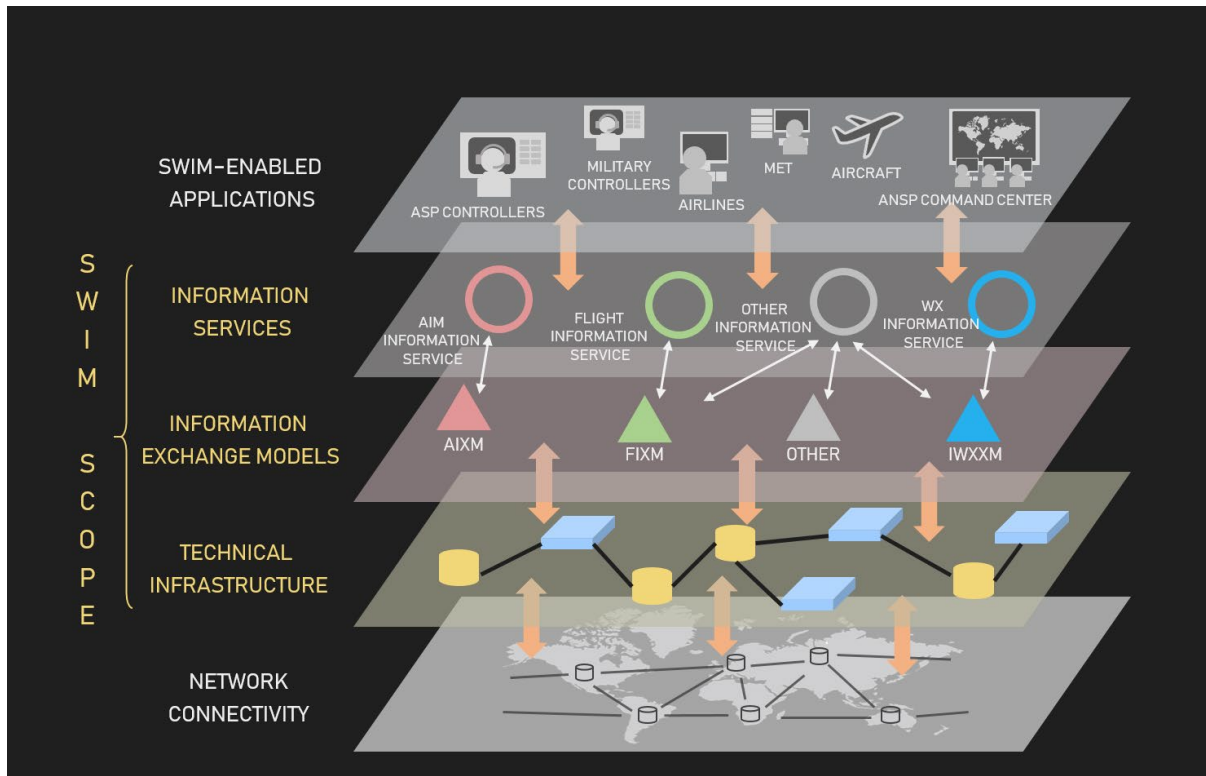 SWIM-ENABLED
APPLICATIONS
ASP CONTROLLERS
MILITARY
CONTROLLERS
AIRLINES
MET
AIRCRAFT
ANSP COMMAND CENTER
SWIM SCOPE
INFORMATION
SERVICES
AIM
INFORMATION
SERVICE
FLIGHT
INFORMATION
SERVICE
OTHER
INFORMATION
SERVICE
WX
INFORMATION
SERVICE
INFORMATION
EXCHANGE MODELS
AIXM
FIXM
OTHER
IWXXM
TECHNICAL
INFRASTRUCTURE
NETWORK
CONNECTIVITY